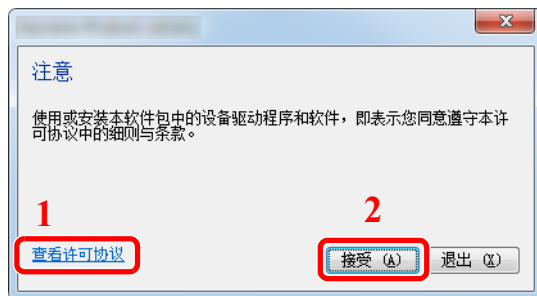 注意
使用或安装本软件包中的设备驱动程序和软件，即表示您同意遵守本许
可协议中的细则与条款。
1
2
查看许可协议
接受 (A)
退出 (X)